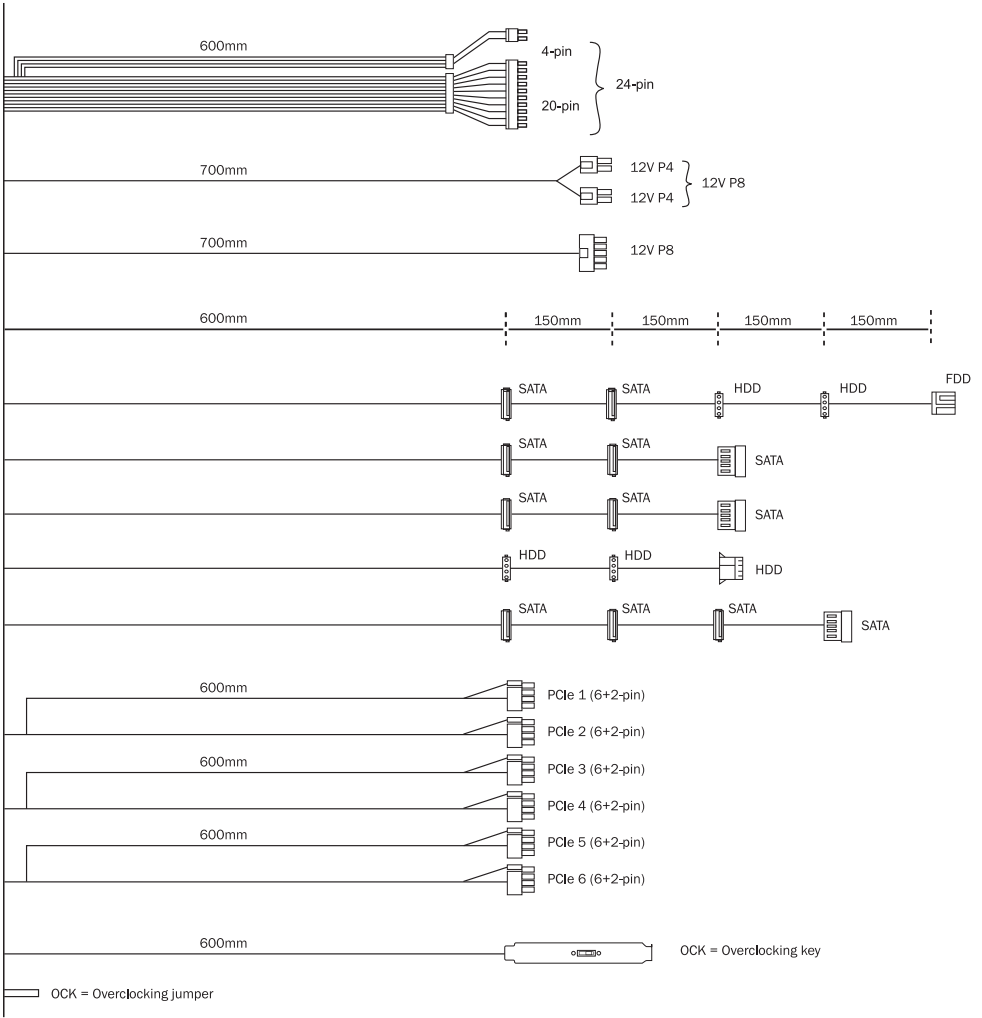 600mm
4-pin
24-pin
20-pin
700mm
12V P4
12V P8
12V P4
700mm
12V P8
600mm 150mm 150mm 150mm 150mm
SATA SATA HDD HDD FDD
SATA SATA SATA
SATA SATA SATA
HDD HDD HDD
SATA SATA SATA SATA
600mm
PCIe 1 (6+2-pin)
PCIe 2 (6+2-pin)
600mm
PCIe 3 (6+2-pin)
PCIe 4 (6+2-pin)
600mm
PCIe 5 (6+2-pin)
PCIe 6 (6+2-pin)
600mm
OCK = Overclocking key
OCK = Overclocking jumper